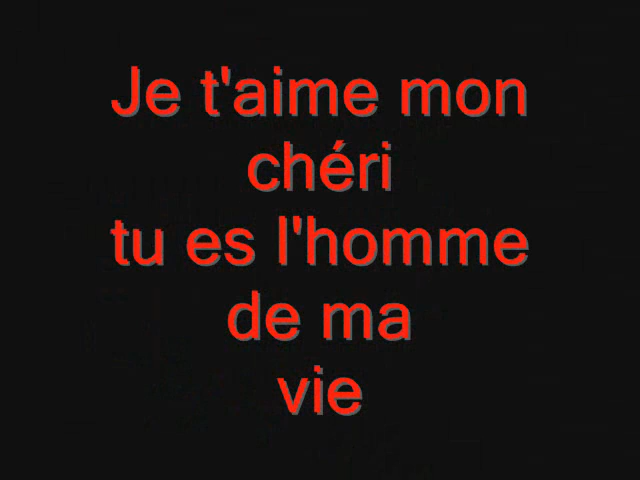 Je t'aime mon
chéri
tu es l'homme
de ma
vie